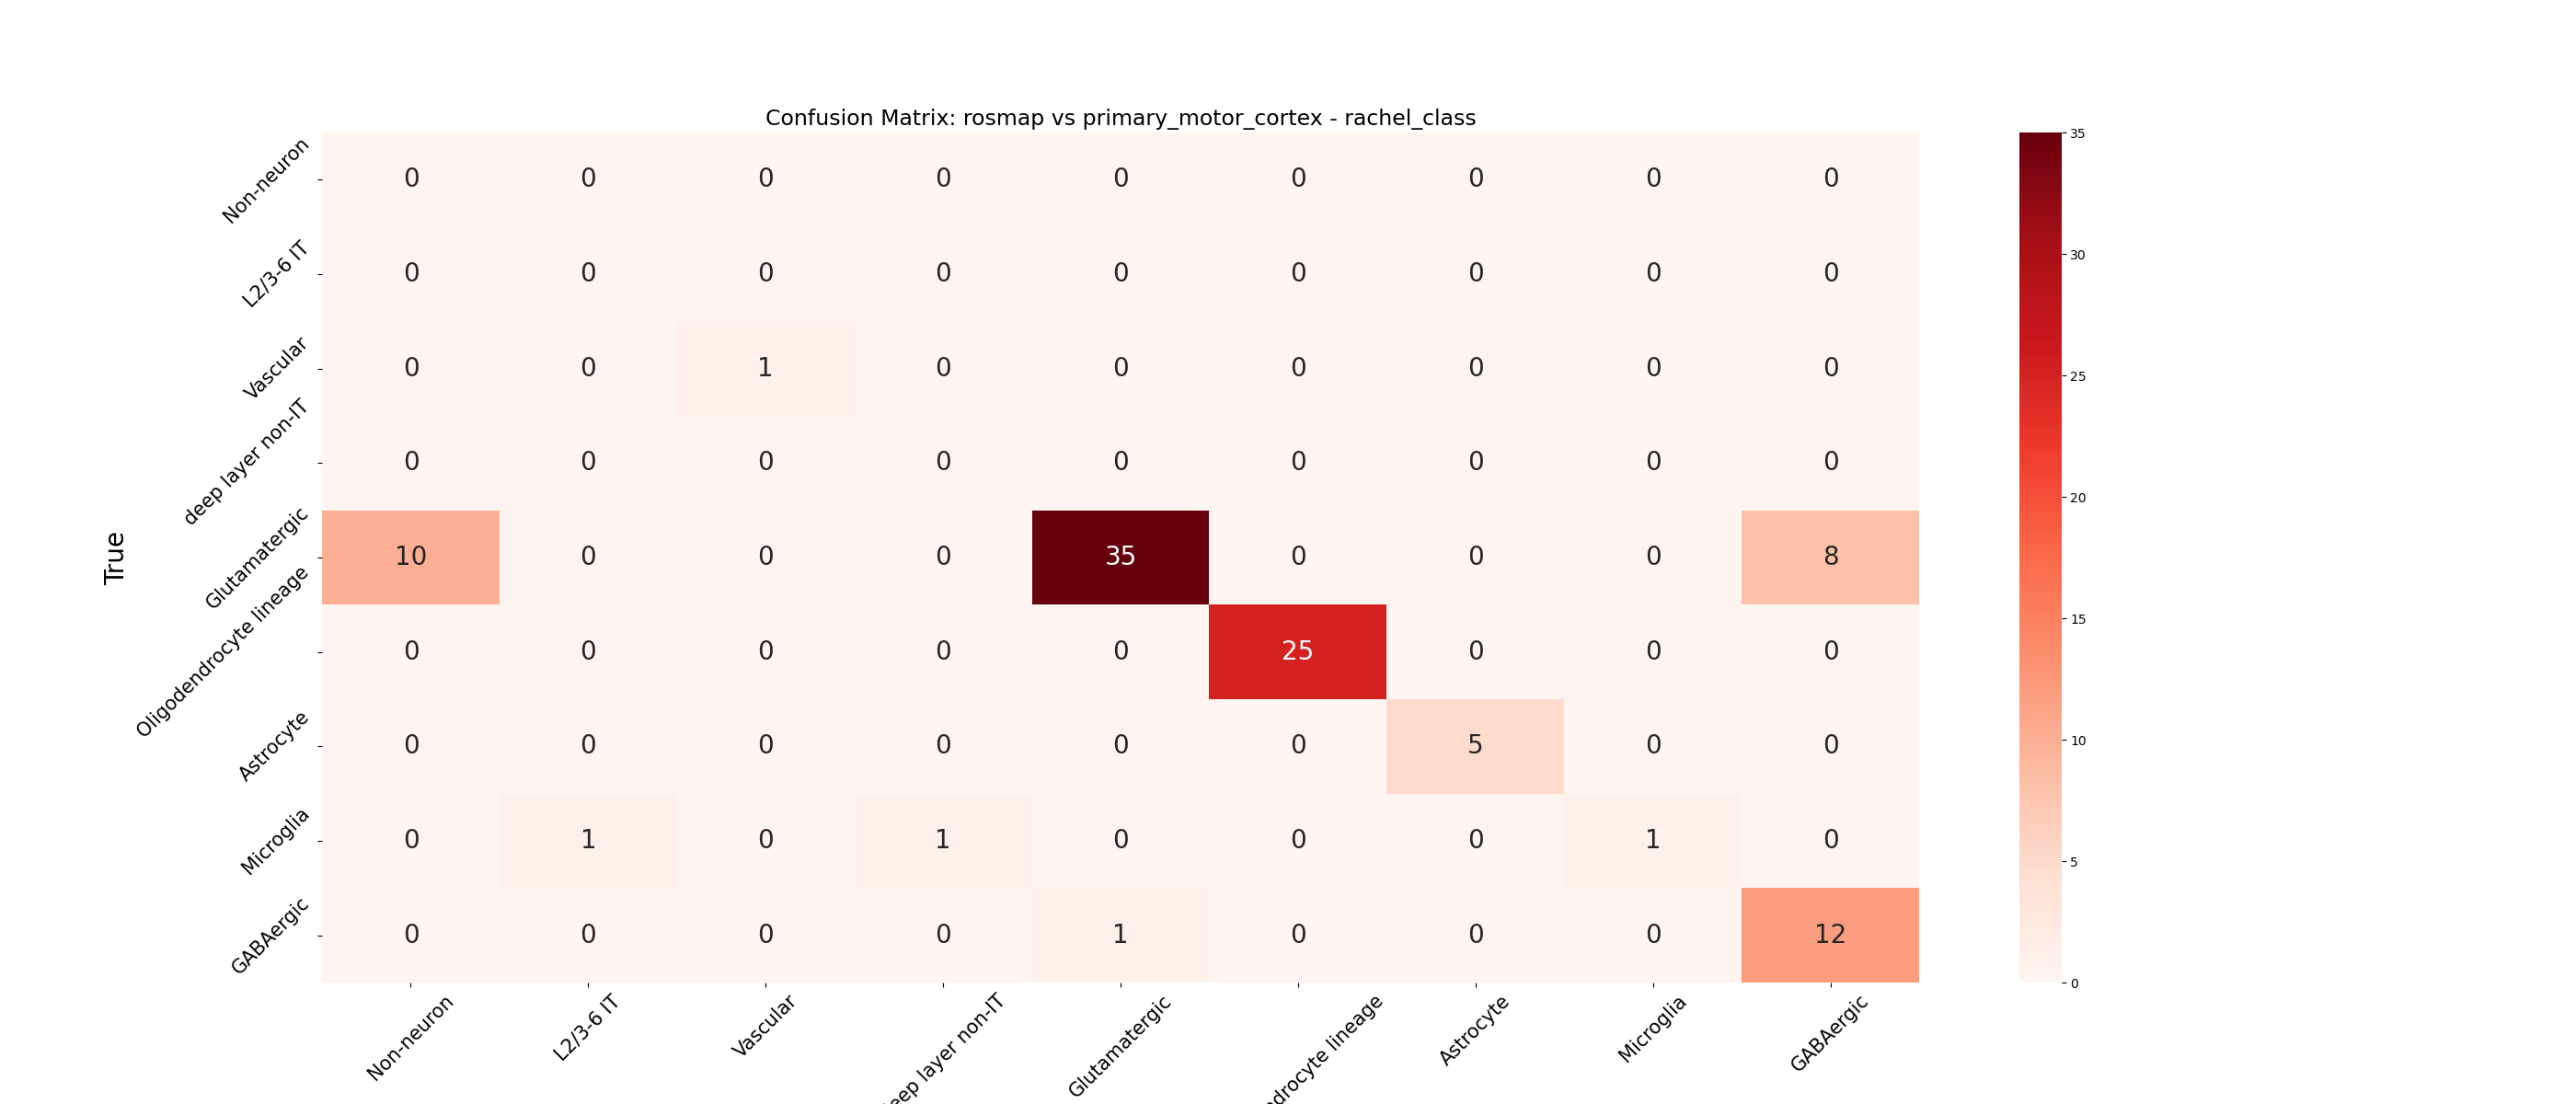 Confusion Matrix: rosmap vs primary_motor_cortex - rachel_class
True
Non-neuron 0 0 0 0 0 0 0 0 0
L2/3-6 IT 0 0 0 0 0 0 0 0 0
Vascular 0 0 1 0 0 0 0 0 0
deep layer non-IT 0 0 0 0 0 0 0 0 0
Glutamatergic 10 0 0 0 35 0 0 0 8
Oligodendrocyte lineage 0 0 0 0 0 25 0 0 0
Astrocyte 0 0 0 0 0 0 5 0 0
Microglia 0 1 0 1 0 0 0 1 0
GABAergic 0 0 0 0 1 0 0 0 12
Non-neuron L2/3-6 IT Vascular eep layer non-IT Glutamatergic ndrocyte lineage Astrocyte Microglia GABAergic
35
30
25
20
15
10
5
0